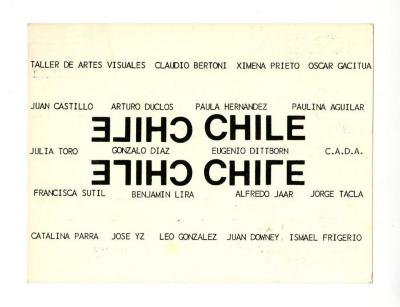 TALLER DE ARTES VISUALES CLAUDIO BERTONI XIMENA PRIETO OSCAR GACITUA
JUAN CASTILLO ARTURO DUCLOS PAULA HERNANDEZ PAULINA AGUILAR
CHILE CHILE
JULIA TORO GONZALO DIAZ EUGENIO DITTBORN C.A.D.A.
CHILE CHILE
FRANCISCA SUTIL BENJAMIN LIRA ALFREDO JAAR JORGE TACLA
CATALINA PARRA JOSE YZ LEO GONZALEZ JUAN DOWNEY ISMAEL FRIGERIO